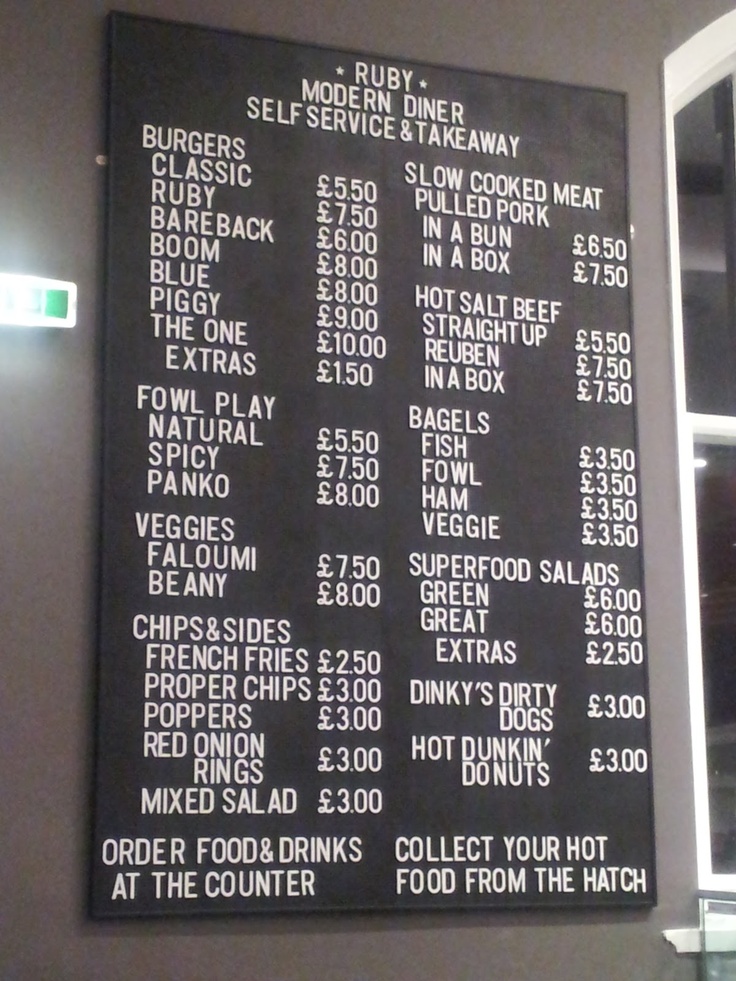 * RUBY *
MODERN DINER
SELF SERVICE & TAKEAWAY
BURGERS
CLASSIC £5.50
RUBY £7.50
BAREBACK £6.00
BOOM £8.00
BLUE £8.00
PIGGY £9.00
THE ONE £10.00
EXTRAS £1.50
FOWL PLAY
NATURAL £5.50
SPICY £7.50
PANKO £8.00
VEGGIES
FALOUMI £7.50
BEANY £8.00
CHIPS & SIDES
FRENCH FRIES £2.50
PROPER CHIPS £3.00
POPPERS £3.00
RED ONION
RINGS £3.00
MIXED SALAD £3.00
SLOW COOKED MEAT
PULLED PORK
IN A BUN £6.50
IN A BOX £7.50
HOT SALT BEEF
STRAIGHT UP £5.50
REUBEN £7.50
IN A BOX £7.50
BAGELS
FISH £3.50
FOWL £3.50
HAM £3.50
VEGGIE £3.50
SUPERFOOD SALADS
GREEN £6.00
GREAT £6.00
EXTRAS £2.50
DINKY'S DIRTY
DOGS £3.00
HOT DUNKIN'
DONUTS £3.00
ORDER FOOD & DRINKS
AT THE COUNTER
COLLECT YOUR HOT
FOOD FROM THE HATCH